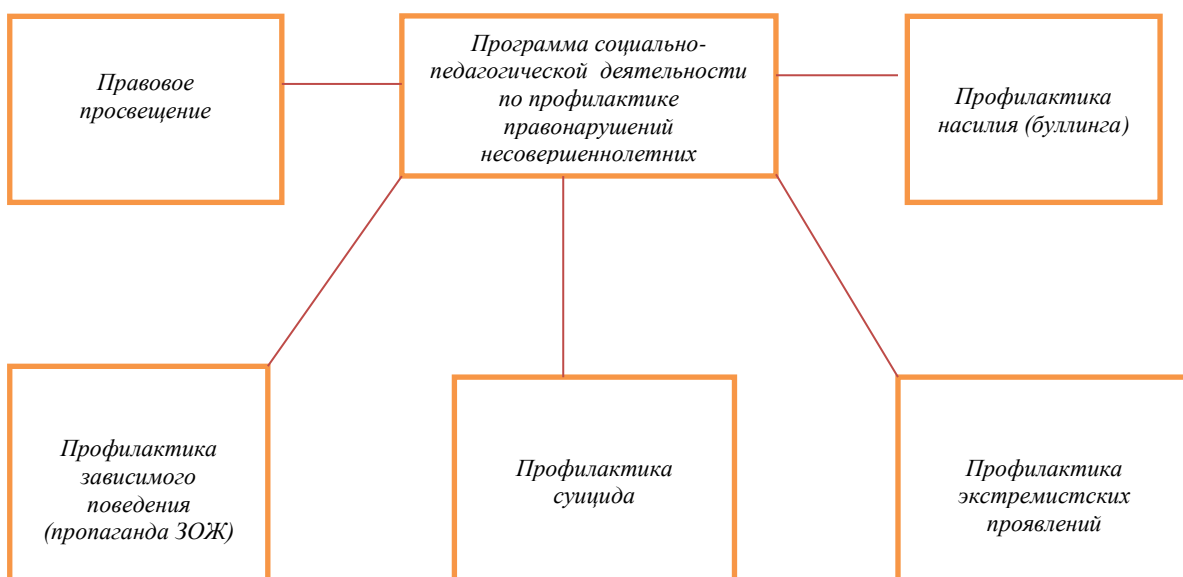 Правовое
просвещение
Программа социально-
педагогической деятельности
по профилактике
правонарушений
несовершеннолетних
Профилактика
насилия (буллинга)
Профилактика
зависимого
поведения
(пропаганда ЗОЖ)
Профилактика
суицида
Профилактика
экстремистских
проявлений